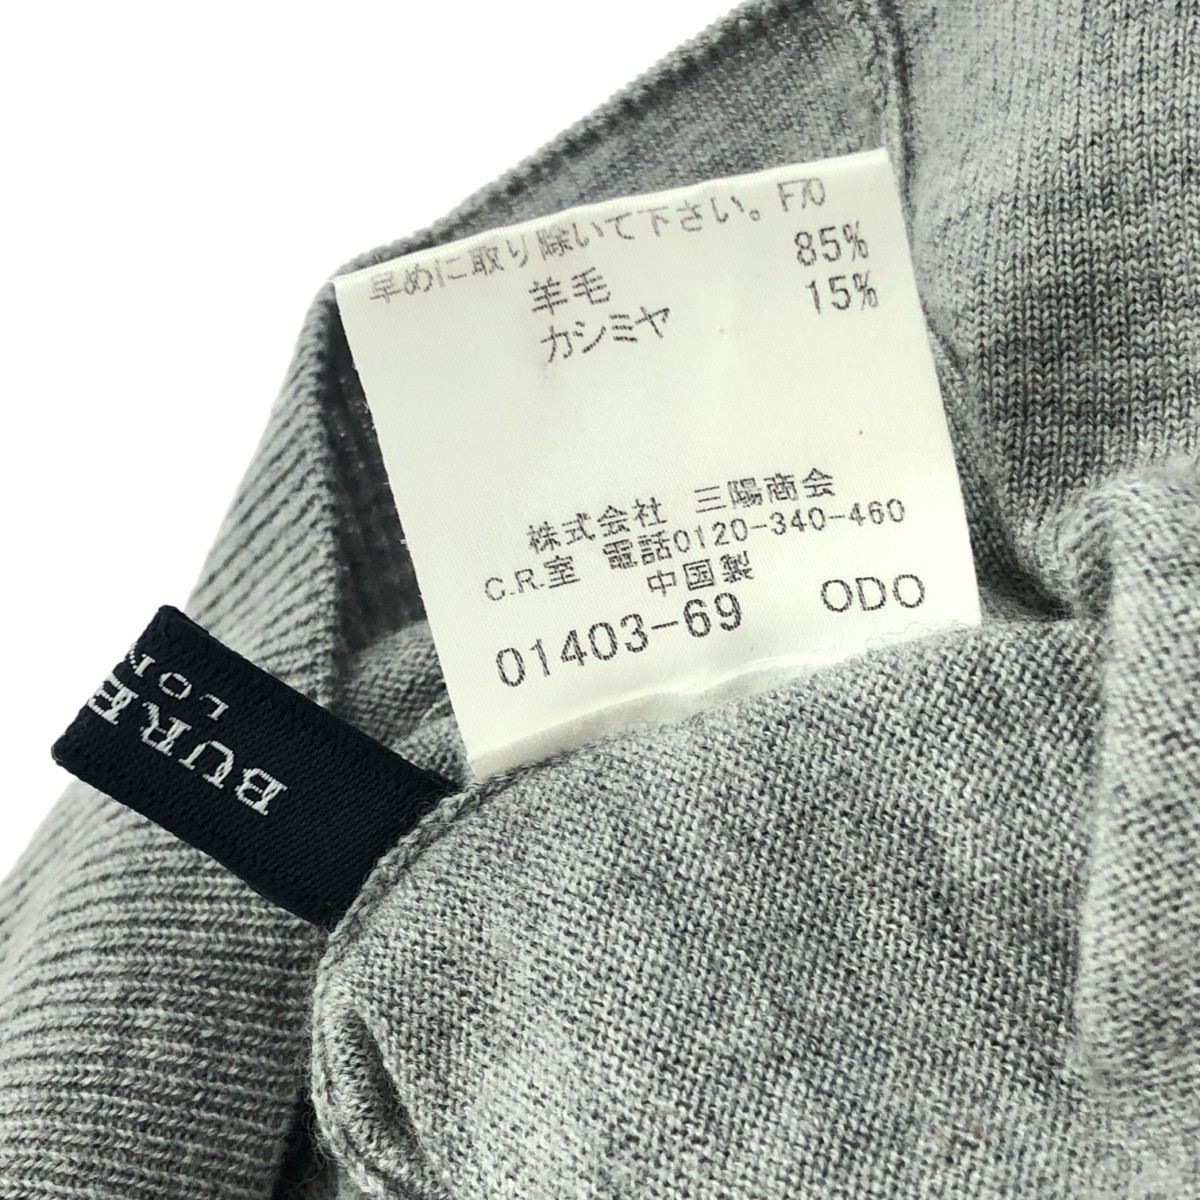 早めに取り除いて下さい。 F70
羊毛 85%
カシミヤ 15%
株式会社 三陽商会
C.R.室 電話0120-340-460
中国製
01403-69 ODO
BURBE
LON